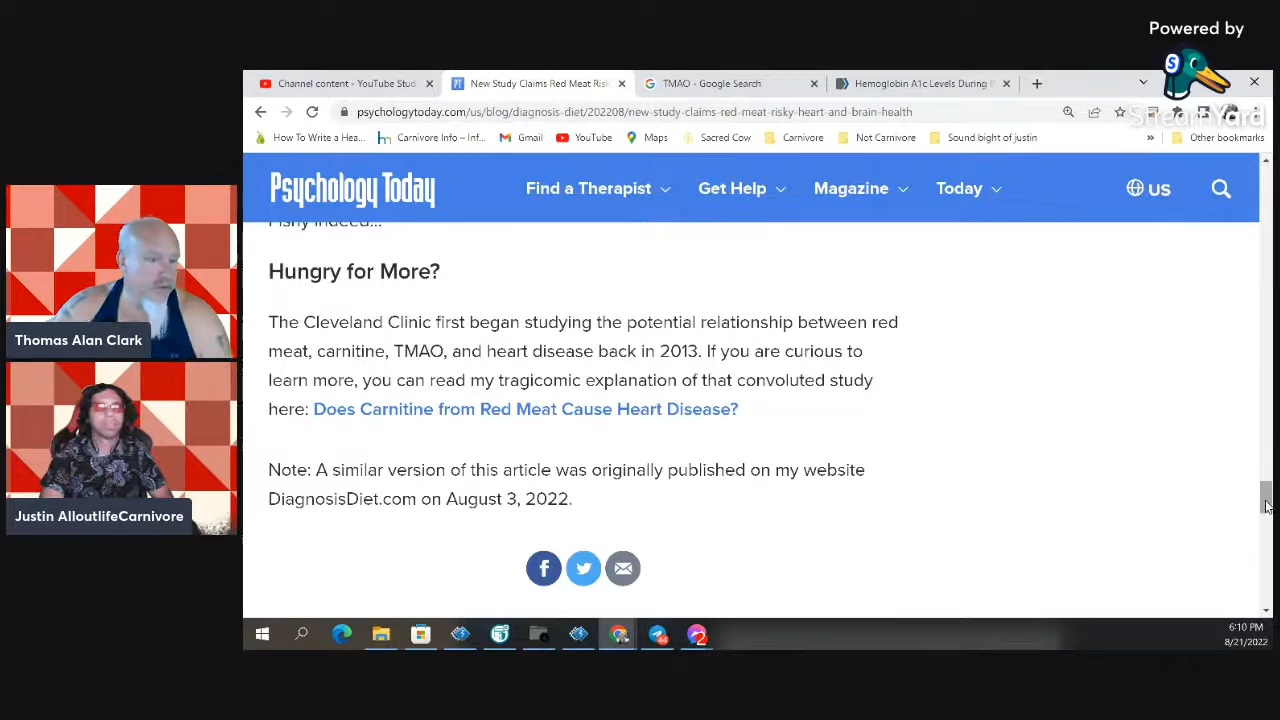 Powered by
S
StreamYard
Channel content - YouTube Stud
PT
New Study Claims Red Meat Risk
TMAO - Google Search
Hemoglobin A1c Levels During P
psychologytoday.com/us/blog/diagnosis-diet/202208/new-study-claims-red-meat-risky-heart-and-brain-health
How To Write a Hea...
Carnivore Info – Inf...
Gmail
YouTube
Maps
Sacred Cow
Carnivore
Not Carnivore
Sound bight of justin
Other bookmarks
Psychology Today
Find a Therapist
Get Help
Magazine
Today
US
Fishy indeed...
Hungry for More?
The Cleveland Clinic first began studying the potential relationship between red
meat, carnitine, TMAO, and heart disease back in 2013. If you are curious to
learn more, you can read my tragicomic explanation of that convoluted study
here: Does Carnitine from Red Meat Cause Heart Disease?
Note: A similar version of this article was originally published on my website
DiagnosisDiet.com on August 3, 2022.
Thomas Alan Clark
Justin AlloutlifeCarnivore
44
2
6:10 PM
8/21/2022